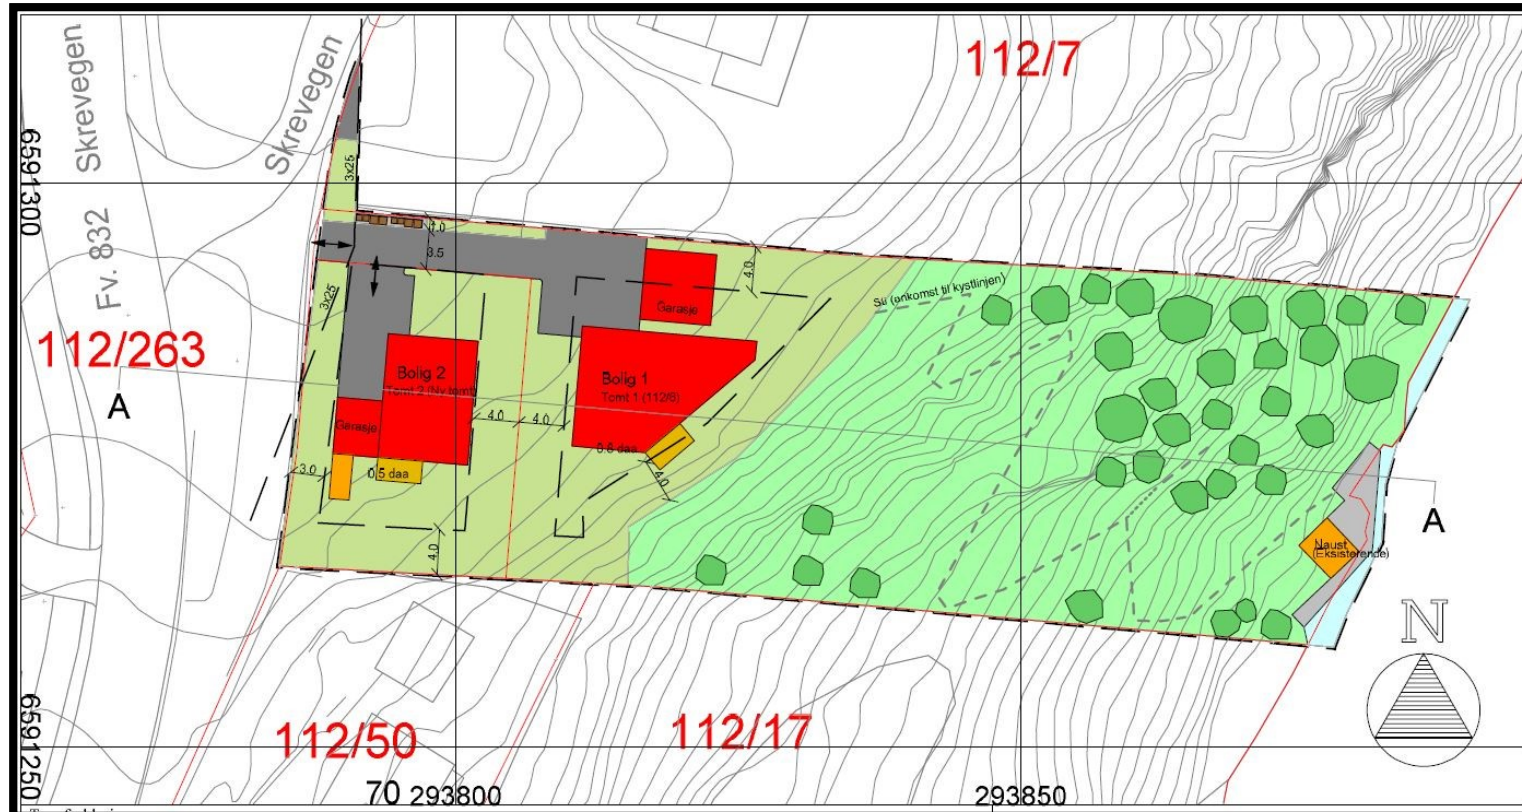 112/7
Skrevegen
Skrevegen
Fv. 832
6591300
3x25
1.0
3.5
4.0
Sti (ankomst til kystlinjen)
3x25
Garasje
112/263
Bolig 2
Tomt 2 (Ny tomt)
Bolig 1
Tomt 1 (112/6)
A
4.0
4.0
Garasje
0.6 daa
3.0
0.5 daa
4.0
A
4.0
Naust
(Eksisterende)
N
112/50
112/17
6591250
70
293800
293850